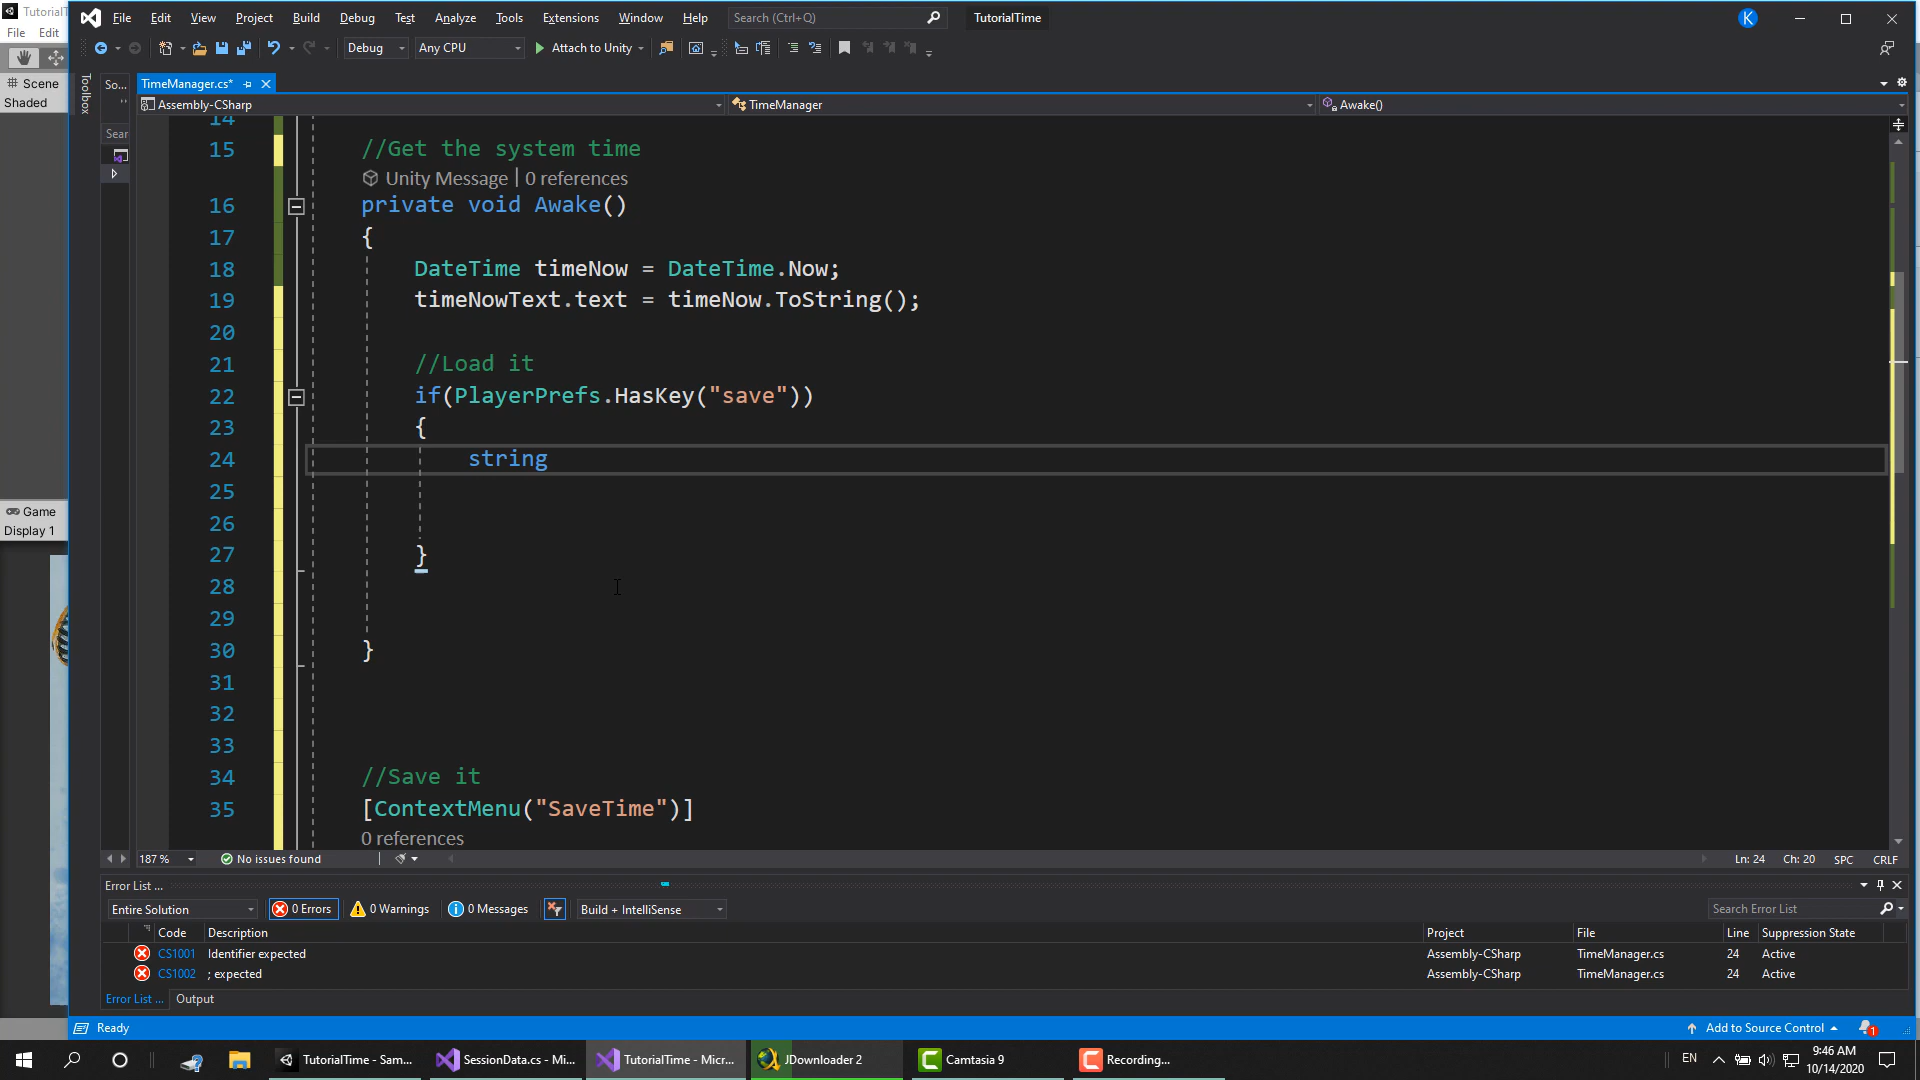 TutorialTime
File Edit
Scene
Shaded
Game
Display 1
File Edit View Project Build Debug Test Analyze Tools Extensions Window Help Search (Ctrl+Q) TutorialTime K
Debug Any CPU Attach to Unity
Toolbox
So...
Sear
TimeManager.cs*
Assembly-CSharp TimeManager Awake()
14
15 //Get the system time
Unity Message | 0 references
16 private void Awake()
17 {
18 DateTime timeNow = DateTime.Now;
19 timeNowText.text = timeNow.ToString();
20
21 //Load it
22 if(PlayerPrefs.HasKey("save"))
23 {
24 string
25
26
27 }
28
29
30 }
31
32
33
34 //Save it
35 [ContextMenu("SaveTime")]
0 references
187 % No issues found Ln: 24 Ch: 20 SPC CRLF
Error List ...
Entire Solution 0 Errors 0 Warnings 0 Messages Build + IntelliSense Search Error List
Code Description Project File Line Suppression State
CS1001 Identifier expected Assembly-CSharp TimeManager.cs 24 Active
CS1002 ; expected Assembly-CSharp TimeManager.cs 24 Active
Error List ... Output
Ready Add to Source Control 1
TutorialTime - Sam... SessionData.cs - Mi... TutorialTime - Micr... JDownloader 2 Camtasia 9 Recording... EN 9:46 AM
10/14/2020